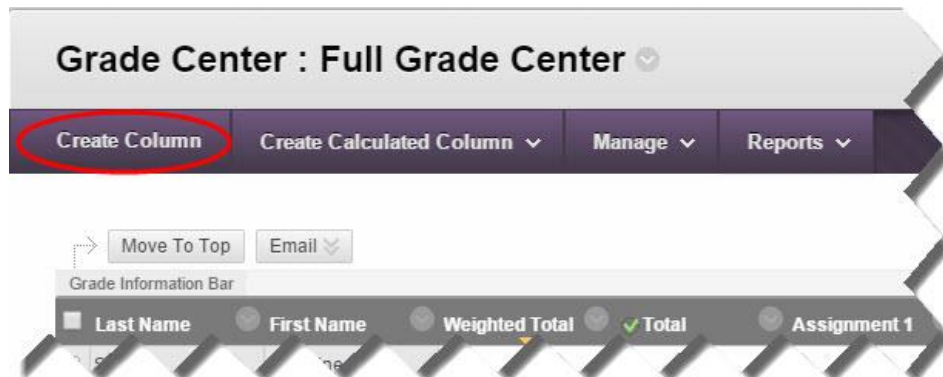 Grade Center : Full Grade Center
Create Column Create Calculated Column Manage Reports
Move To Top Email
Grade Information Bar
Last Name First Name Weighted Total Total Assignment 1